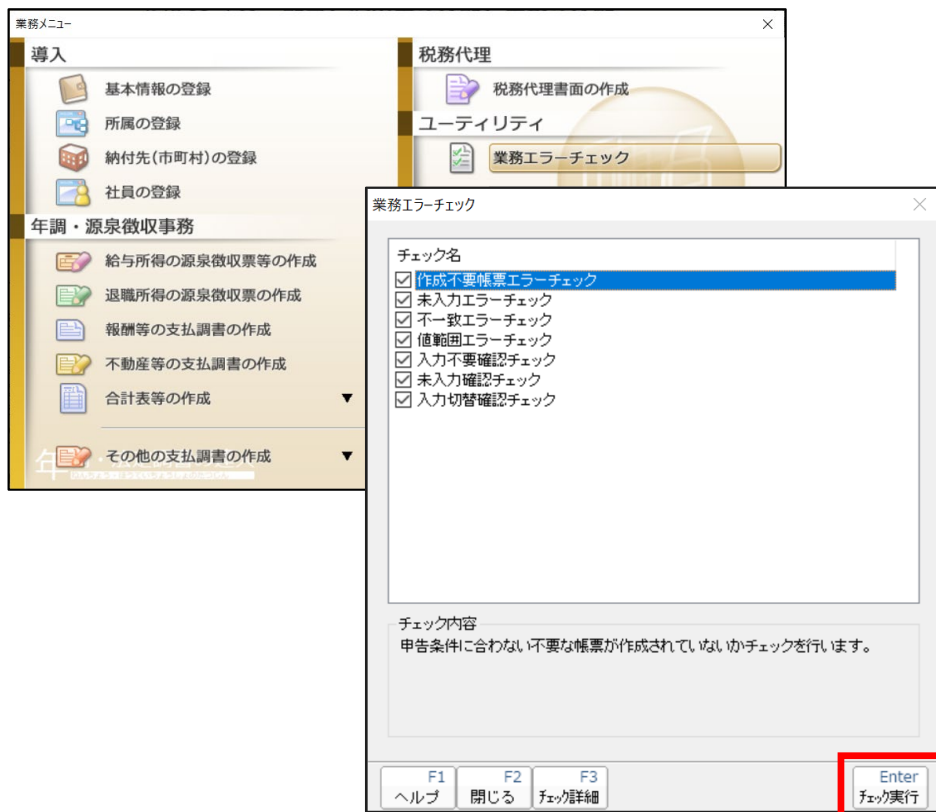 業務メニュー
導入
基本情報の登録
所属の登録
納付先(市町村)の登録
社員の登録
年調・源泉徴収事務
給与所得の源泉徴収票等の作成
退職所得の源泉徴収票の作成
報酬等の支払調書の作成
不動産等の支払調書の作成
合計表等の作成 ▼
その他の支払調書の作成 ▼
税務代理
税務代理書面の作成
ユーティリティ
業務エラーチェック
業務エラーチェック
チェック名
作成不要帳票エラーチェック
未入力エラーチェック
不一致エラーチェック
値範囲エラーチェック
入力不要確認チェック
未入力確認チェック
入力切替確認チェック
チェック内容
申告条件に合わない不要な帳票が作成されていないかチェックを行います。
F1
ヘルプ
F2
閉じる
F3
チェック詳細
Enter
チェック実行